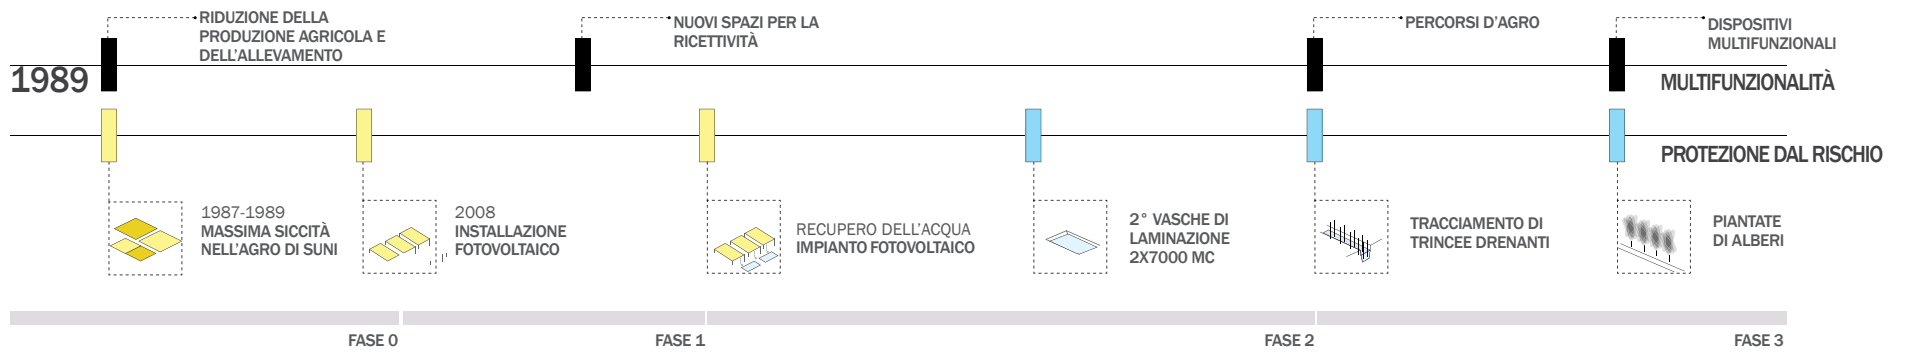 RIDUZIONE DELLA
PRODUZIONE AGRICOLA E
DELL'ALLEVAMENTO
NUOVI SPAZI PER LA
RICETTIVITÀ
PERCORSI D'AGRO
DISPOSITIVI
MULTIFUNZIONALI
1989
MULTIFUNZIONALITÀ
PROTEZIONE DAL RISCHIO
1987-1989
MASSIMA SICCITÀ
NELL'AGRO DI SUNI
2008
INSTALLAZIONE
FOTOVOLTAICO
RECUPERO DELL'ACQUA
IMPIANTO FOTOVOLTAICO
2° VASCHE DI
LAMINAZIONE
2X7000 MC
TRACCIAMENTO DI
TRINCEE DRENANTI
PIANTATE
DI ALBERI
FASE 0
FASE 1
FASE 2
FASE 3